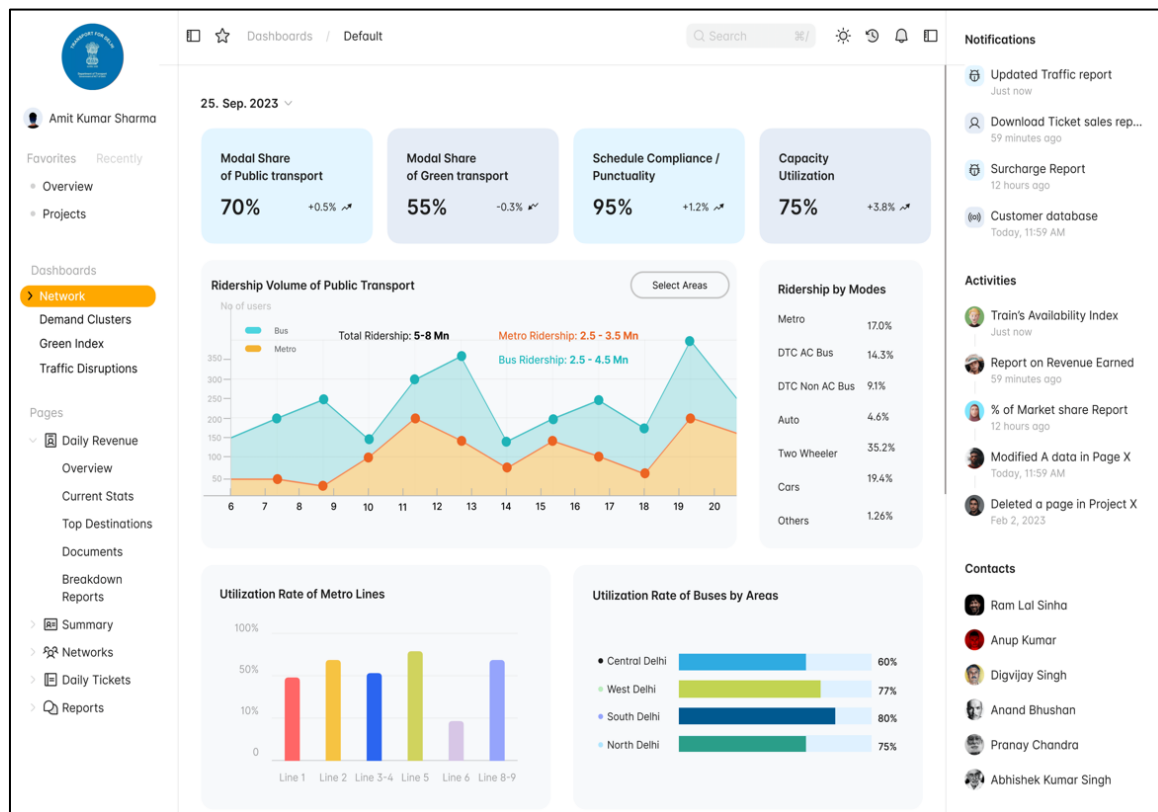 TRANSPORT FOR DELHI
Amit Kumar Sharma
Favorites Recently
Overview
Projects
Dashboards
Network
Demand Clusters
Green Index
Traffic Disruptions
Pages
Daily Revenue
Overview
Current Stats
Top Destinations
Documents
Breakdown
Reports
Summary
Networks
Daily Tickets
Reports
Dashboards / Default
Search ⌘/
25. Sep. 2023
Modal Share
of Public transport
70% +0.5%
Modal Share
of Green transport
55% -0.3%
Schedule Compliance /
Punctuality
95% +1.2%
Capacity
Utilization
75% +3.8%
Ridership Volume of Public Transport
Select Areas
No of users
Bus
Metro
Total Ridership: 5-8 Mn
Metro Ridership: 2.5 - 3.5 Mn
Bus Ridership: 2.5 - 4.5 Mn
350
300
250
200
150
100
50
6 7 8 9 10 11 12 13 14 15 16 17 18 19 20
Ridership by Modes
Metro 17.0%
DTC AC Bus 14.3%
DTC Non AC Bus 9.1%
Auto 4.6%
Two Wheeler 35.2%
Cars 19.4%
Others 1.26%
Utilization Rate of Metro Lines
100%
50%
10%
0
Line 1 Line 2 Line 3-4 Line 5 Line 6 Line 8-9
Utilization Rate of Buses by Areas
Central Delhi 60%
West Delhi 77%
South Delhi 80%
North Delhi 75%
Notifications
Updated Traffic report
Just now
Download Ticket sales rep...
59 minutes ago
Surcharge Report
12 hours ago
Customer database
Today, 11:59 AM
Activities
Train's Availability Index
Just now
Report on Revenue Earned
59 minutes ago
% of Market share Report
12 hours ago
Modified A data in Page X
Today, 11:59 AM
Deleted a page in Project X
Feb 2, 2023
Contacts
Ram Lal Sinha
Anup Kumar
Digvijay Singh
Anand Bhushan
Pranay Chandra
Abhishek Kumar Singh